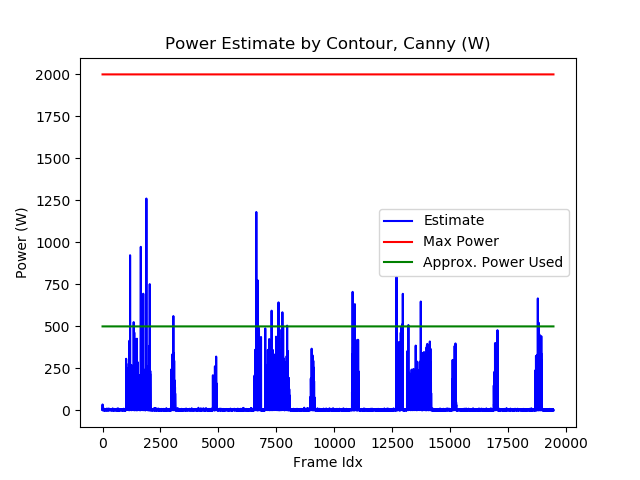 Power Estimate by Contour, Canny (W)
2000
1750
1500
1250
1000
750
500
250
0
Power (W)
Estimate
Max Power
Approx. Power Used
0 2500 5000 7500 10000 12500 15000 17500 20000
Frame Idx